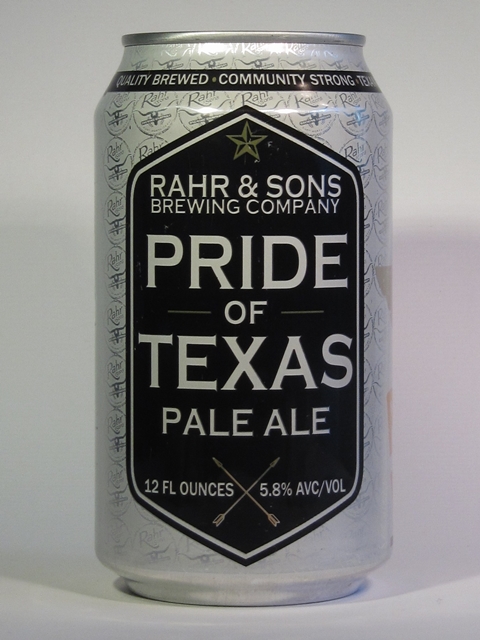 QUALITY BREWED • COMMUNITY STRONG •
RAHR & SONS
BREWING COMPANY
PRIDE
OF
TEXAS
PALE ALE
12 FL OUNCES 5.8% AVC/VOL